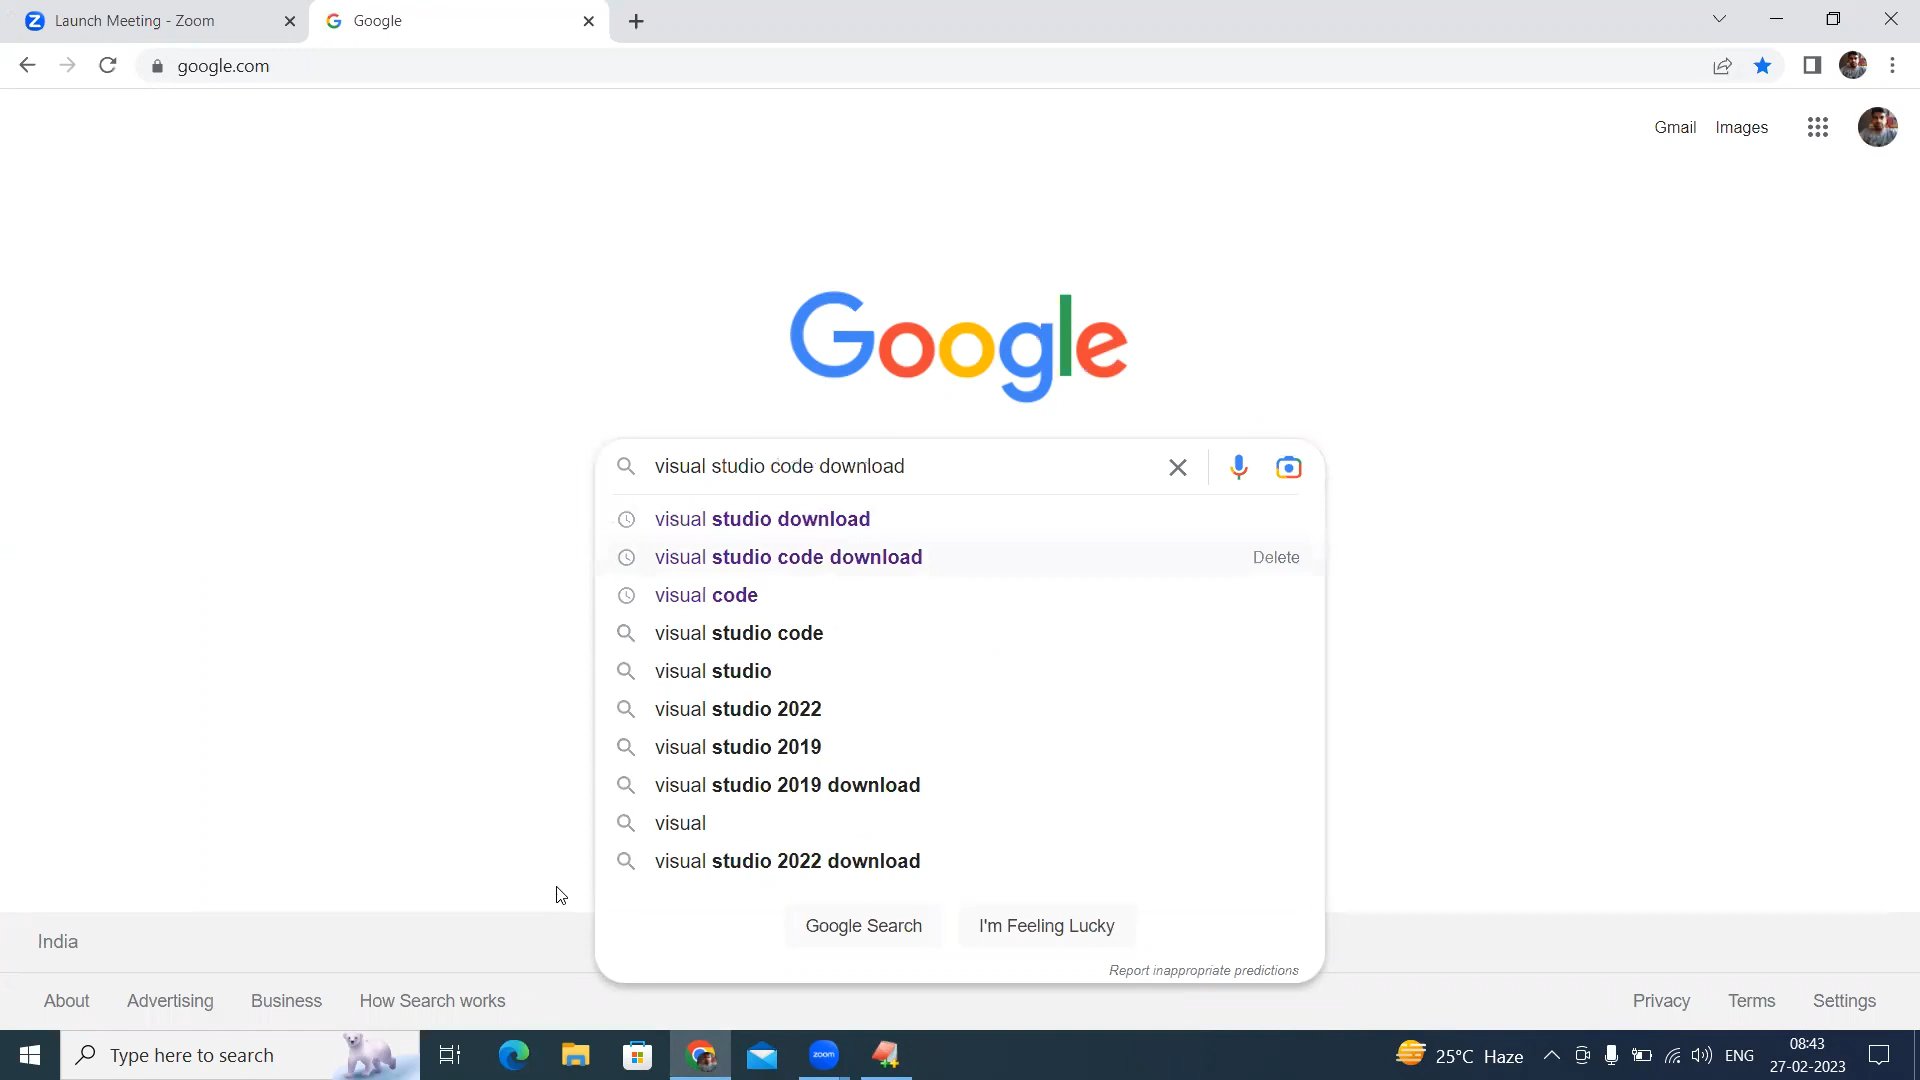 Launch Meeting - Zoom
Google
google.com
Gmail
Images
Google
visual studio code download
visual studio download
visual studio code download
Delete
visual code
visual studio code
visual studio
visual studio 2022
visual studio 2019
visual studio 2019 download
visual
visual studio 2022 download
Google Search
I'm Feeling Lucky
Report inappropriate predictions
India
About
Advertising
Business
How Search works
Privacy
Terms
Settings
Type here to search
zoom
25°C Haze
ENG
08:43
27-02-2023